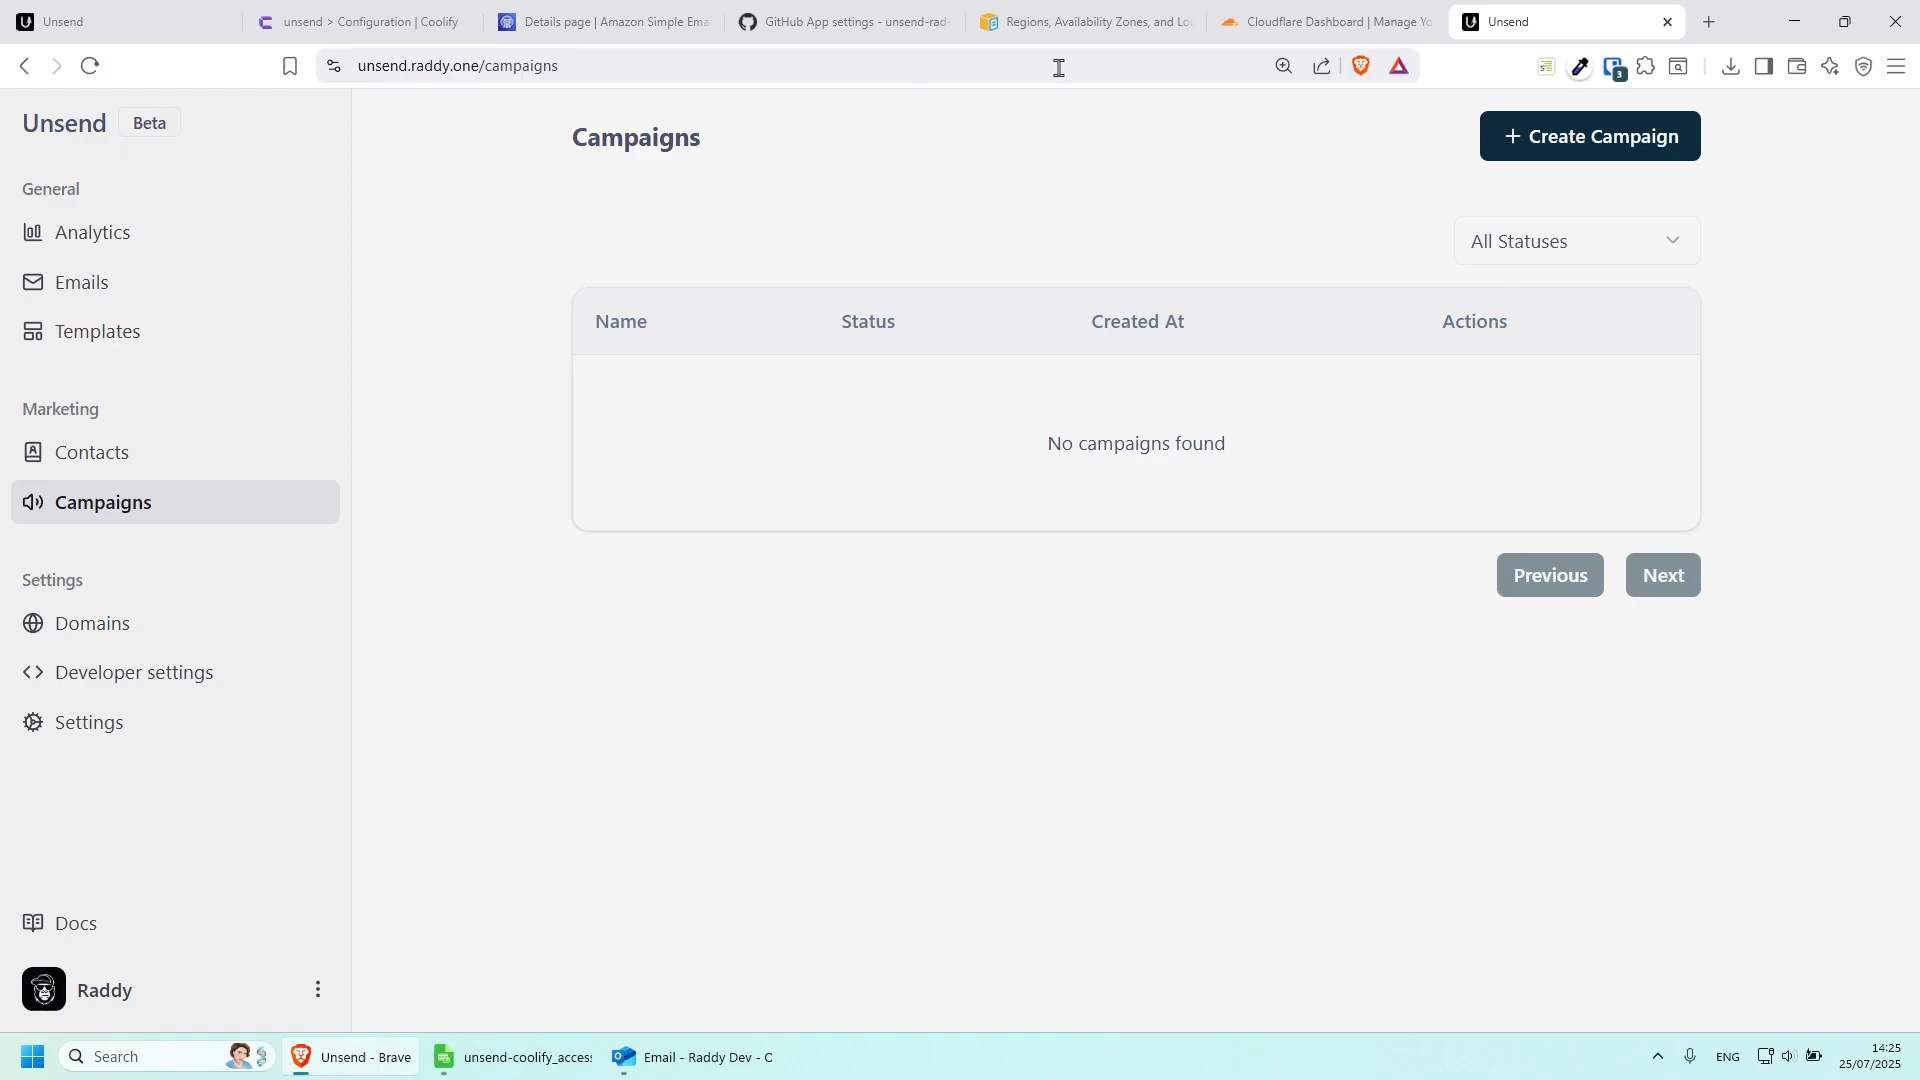 Unsend
unsend > Configuration | Coolify
Details page | Amazon Simple Ema
GitHub App settings - unsend-rad-
Regions, Availability Zones, and Lo
Cloudflare Dashboard | Manage Yo
Unsend
unsend.raddy.one/campaigns
3
Unsend
Beta
General
Analytics
Emails
Templates
Marketing
Contacts
Campaigns
Settings
Domains
Developer settings
Settings
Docs
Raddy
Campaigns
+ Create Campaign
All Statuses
Name Status Created At Actions
No campaigns found
Previous
Next
Search
Unsend - Brave
unsend-coolify_access
Email - Raddy Dev - C
ENG
14:25
25/07/2025